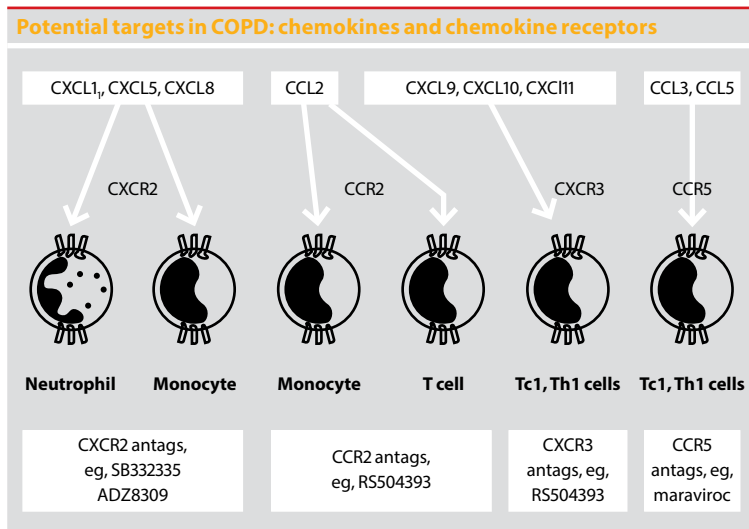 Potential targets in COPD: chemokines and chemokine receptors
CXCL1, CXCL5, CXCL8
CCL2
CXCL9, CXCL10, CXCl11
CCL3, CCL5
CXCR2
CCR2
CXCR3
CCR5
Neutrophil
Monocyte
Monocyte
T cell
Tc1, Th1 cells
Tc1, Th1 cells
CXCR2 antags,
eg, SB332335
ADZ8309
CCR2 antags,
eg, RS504393
CXCR3
antags, eg,
RS504393
CCR5
antags, eg,
maraviroc